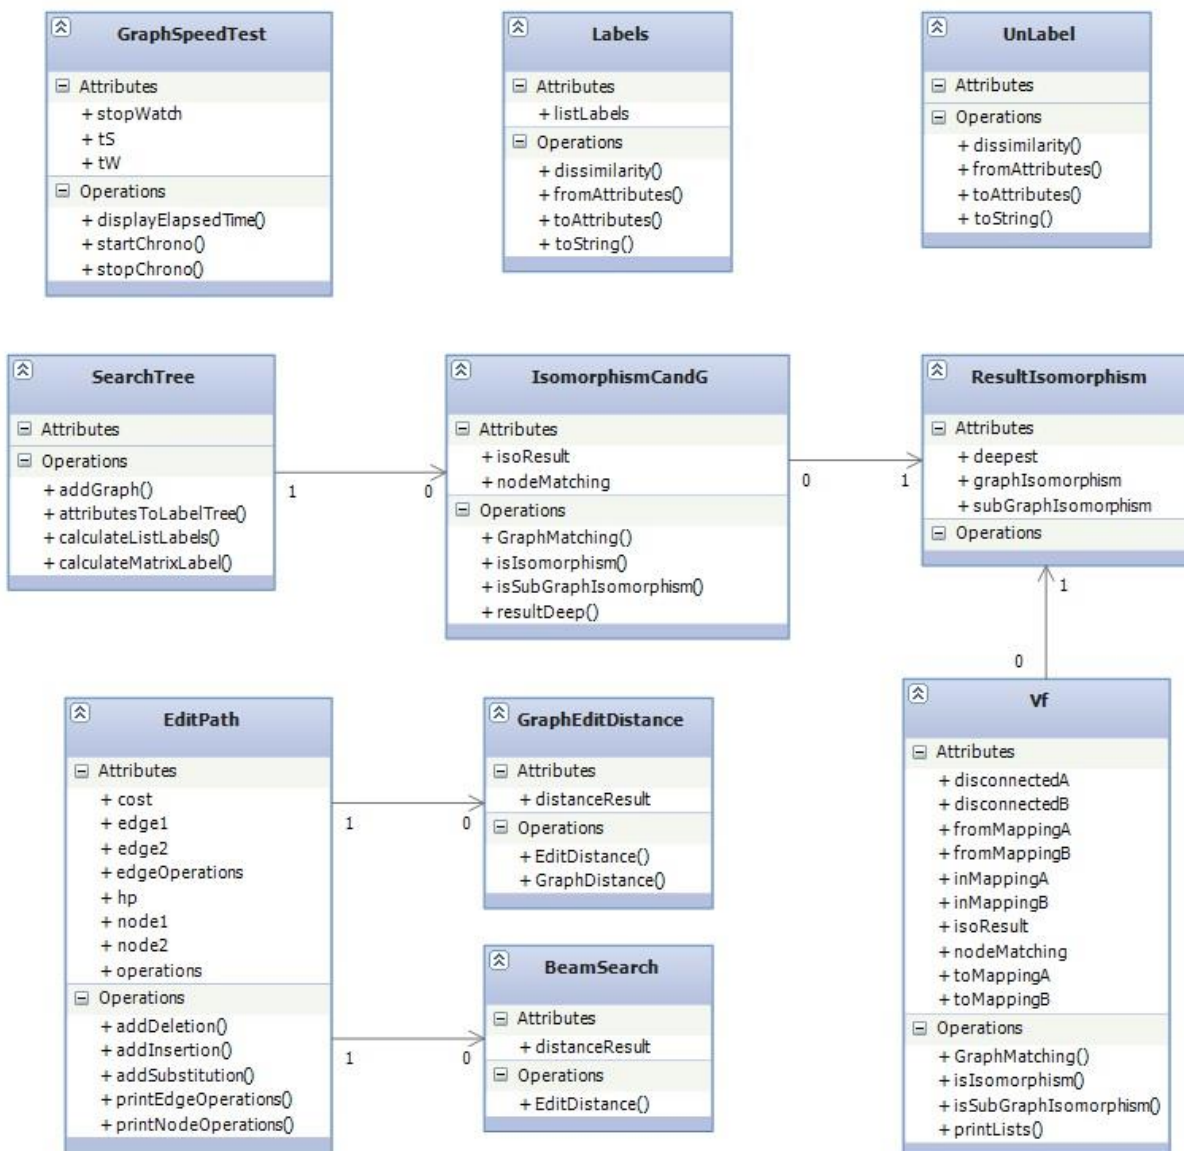 GraphSpeedTest
Attributes
+ stopWatch
+ tS
+ tW
Operations
+ displayElapsedTime()
+ startChrono()
+ stopChrono()
Labels
Attributes
+ listLabels
Operations
+ dissimilarity()
+ fromAttributes()
+ toAttributes()
+ toString()
UnLabel
Attributes
Operations
+ dissimilarity()
+ fromAttributes()
+ toAttributes()
+ toString()
SearchTree
Attributes
Operations
+ addGraph()
+ attributesToLabelTree()
+ calculateListLabels()
+ calculateMatrixLabel()
1
0
IsomorphismCandG
Attributes
+ isoResult
+ nodeMatching
Operations
+ GraphMatching()
+ isIsomorphism()
+ isSubGraphIsomorphism()
+ resultDeep()
0
1
ResultIsomorphism
Attributes
+ deepest
+ graphIsomorphism
+ subGraphIsomorphism
Operations
1
0
EditPath
Attributes
+ cost
+ edge1
+ edge2
+ edgeOperations
+ hp
+ node1
+ node2
+ operations
Operations
+ addDeletion()
+ addInsertion()
+ addSubstitution()
+ printEdgeOperations()
+ printNodeOperations()
1
0
1
0
GraphEditDistance
Attributes
+ distanceResult
Operations
+ EditDistance()
+ GraphDistance()
BeamSearch
Attributes
+ distanceResult
Operations
+ EditDistance()
Vf
Attributes
+ disconnectedA
+ disconnectedB
+ fromMappingA
+ fromMappingB
+ inMappingA
+ inMappingB
+ isoResult
+ nodeMatching
+ toMappingA
+ toMappingB
Operations
+ GraphMatching()
+ isIsomorphism()
+ isSubGraphIsomorphism()
+ printLists()